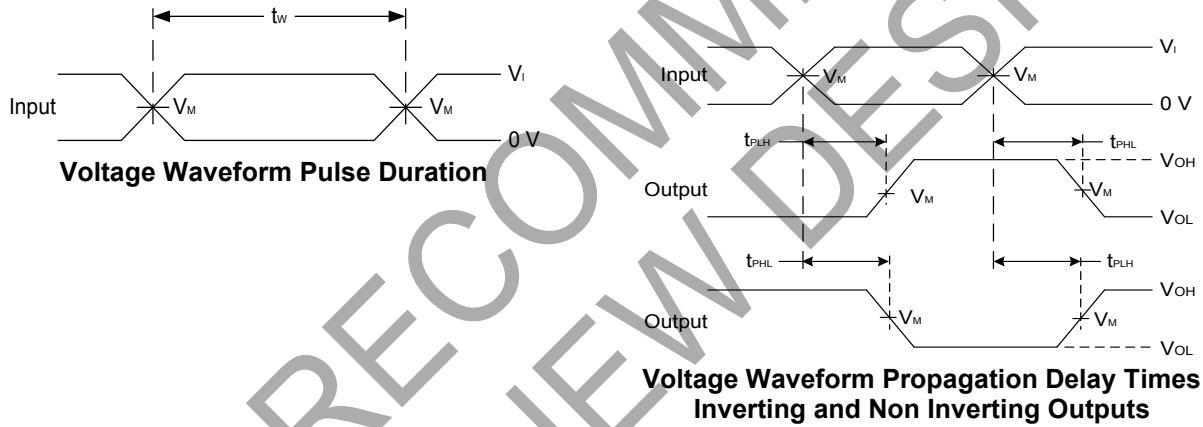 tW
Input
VM
VM
VI
0 V
Voltage Waveform Pulse Duration
Input
VM
VM
VI
0 V
tPLH
tPHL
Output
VM
VM
VOH
VOL
tPHL
tPLH
Output
VM
VM
VOH
VOL
Voltage Waveform Propagation Delay Times
Inverting and Non Inverting Outputs